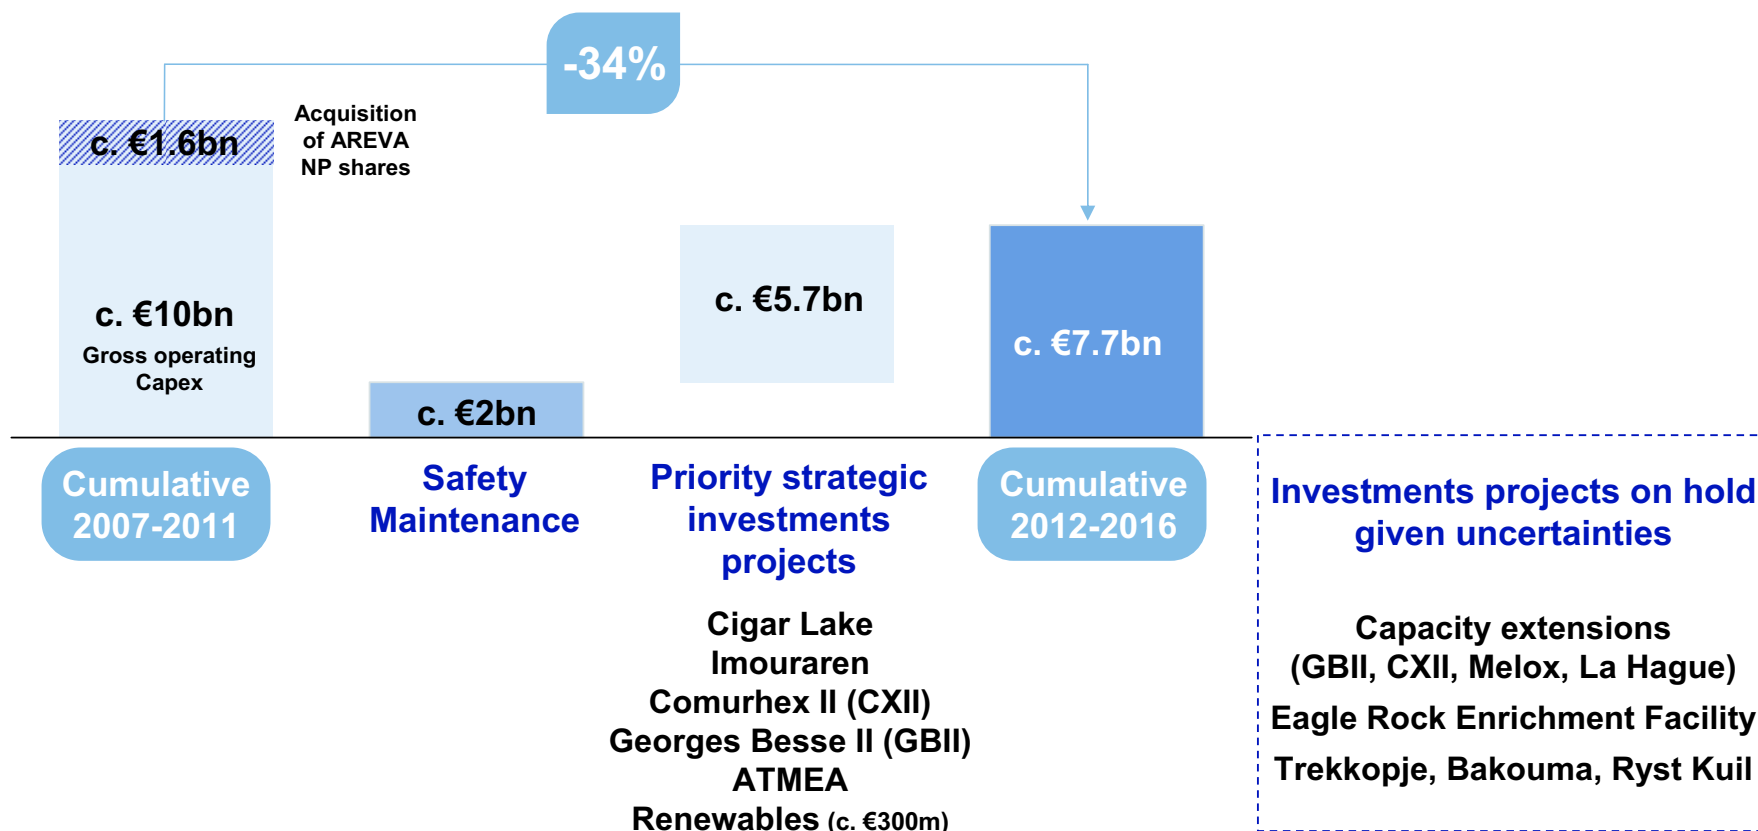 -34%
c. €1.6bn
Acquisition
of AREVA
NP shares
c. €10bn
Gross operating
Capex
c. €2bn
c. €5.7bn
c. €7.7bn
Cumulative
2007-2011
Safety
Maintenance
Priority strategic
investments
projects
Cumulative
2012-2016
Investments projects on hold
given uncertainties
Cigar Lake
Imouraren
Comurhex II (CXII)
Georges Besse II (GBII)
ATMEA
Renewables (c. €300m)
Capacity extensions
(GBII, CXII, Melox, La Hague)
Eagle Rock Enrichment Facility
Trekkopje, Bakouma, Ryst Kuil